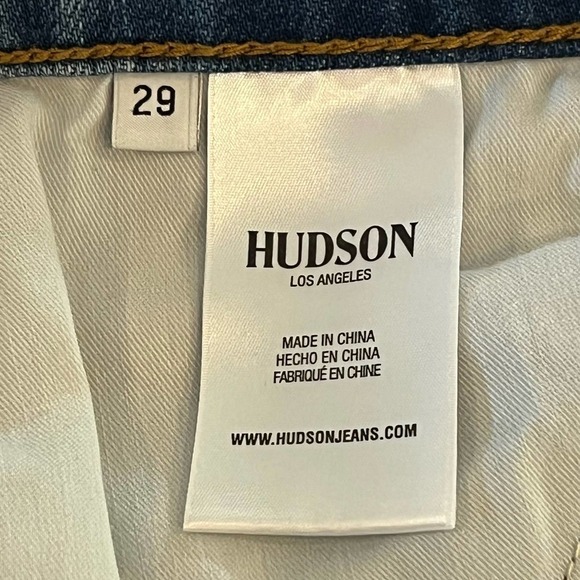 29
HUDSON
LOS ANGELES
MADE IN CHINA
HECHO EN CHINA
FABRIQUÉ EN CHINE
WWW.HUDSONJEANS.COM